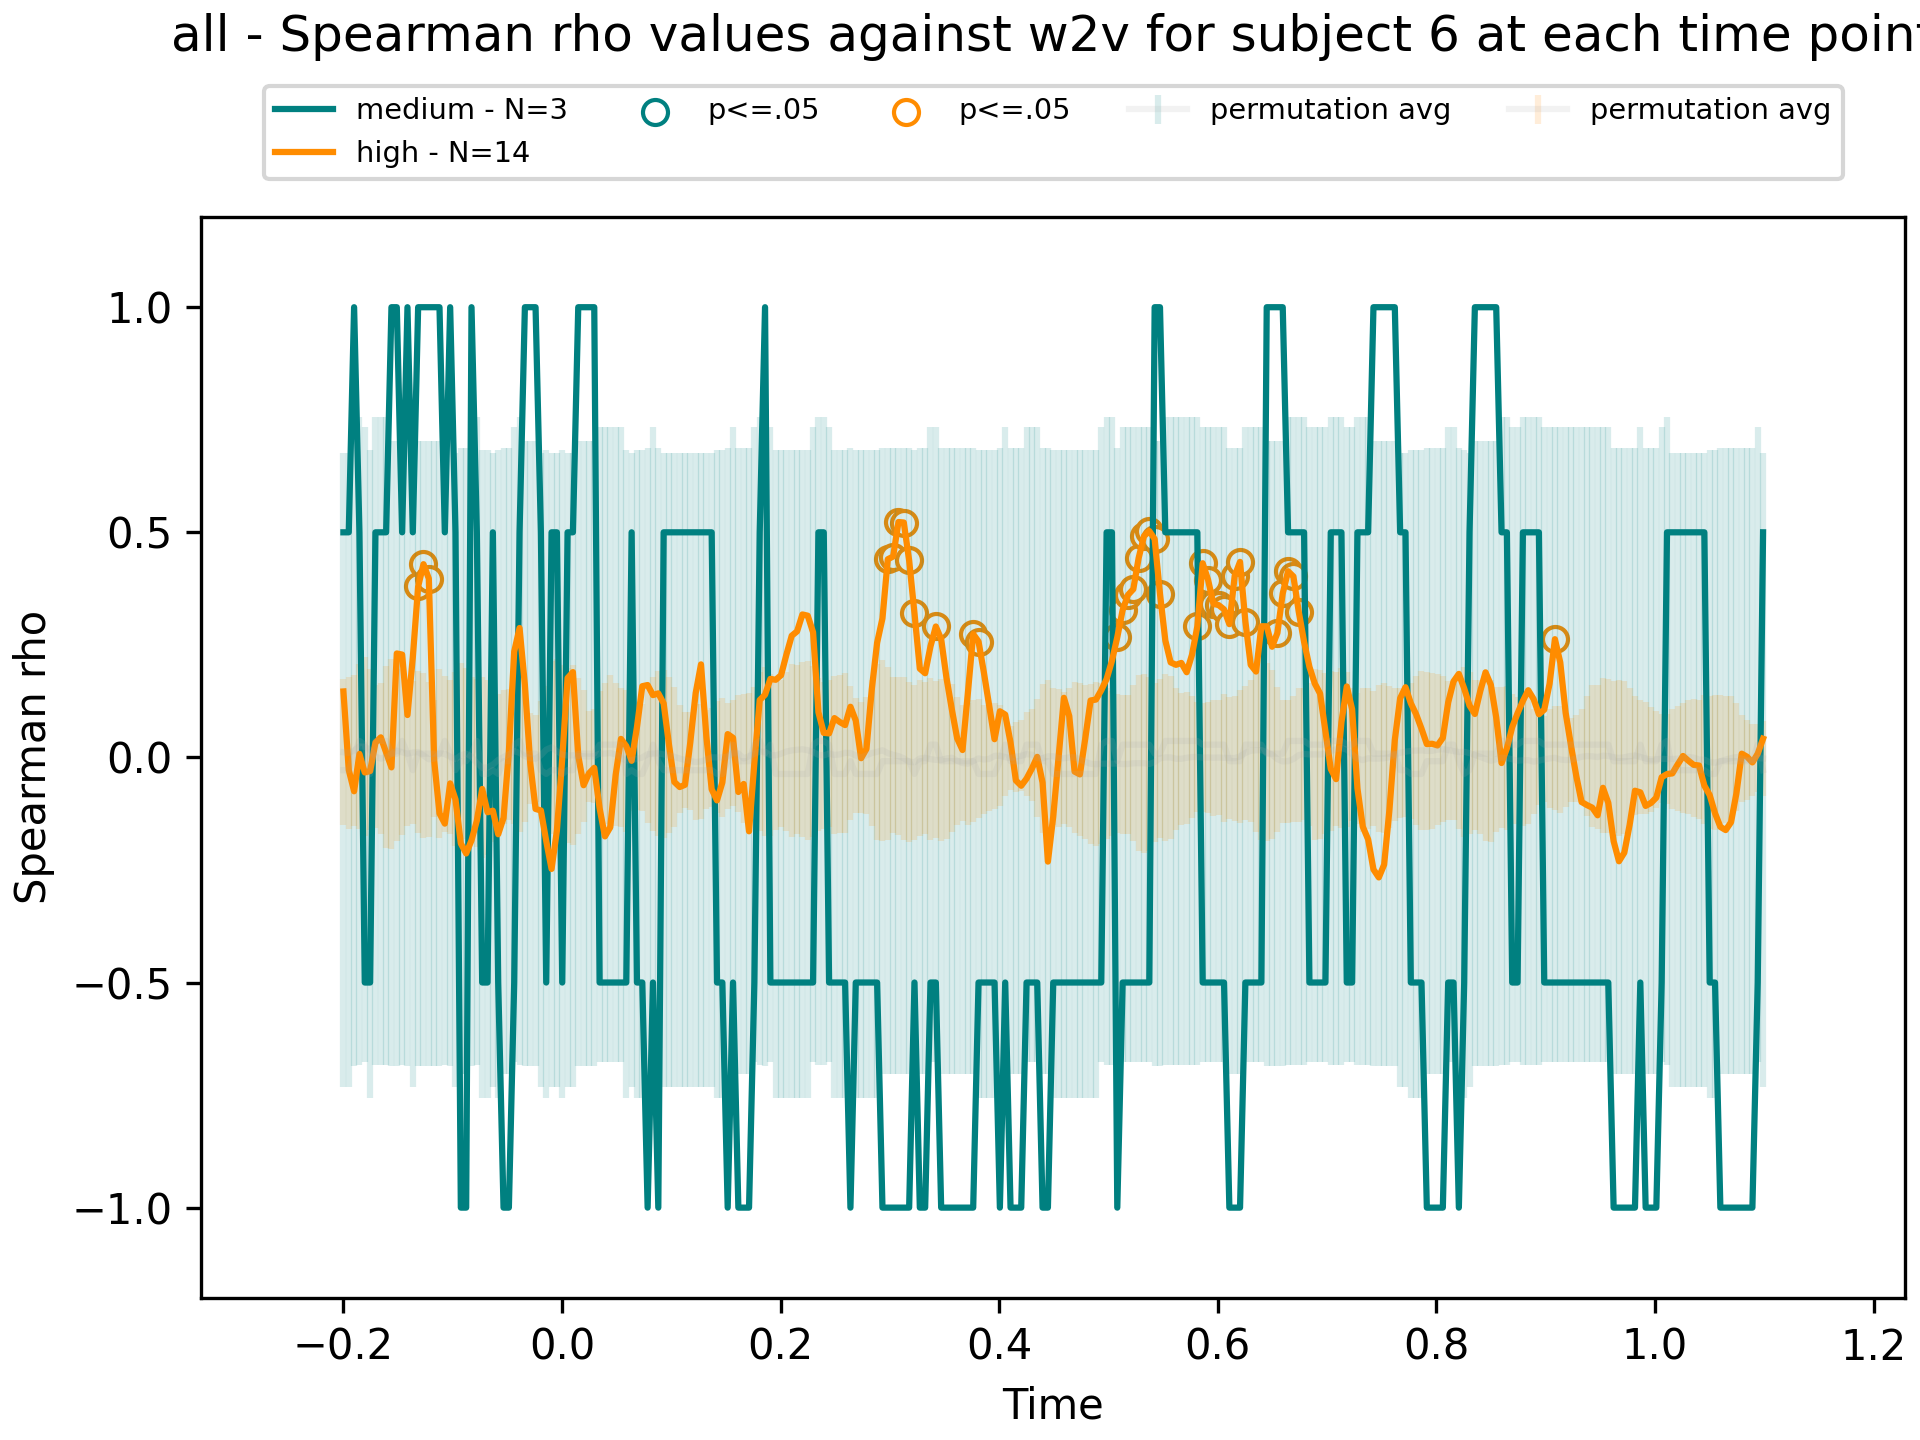 all - Spearman rho values against w2v for subject 6 at each time point
medium - N=3
high - N=14
p<=.05
p<=.05
permutation avg
permutation avg
Spearman rho
1.0
0.5
0.0
−0.5
−1.0
−0.2
0.0
0.2
0.4
0.6
0.8
1.0
1.2
Time